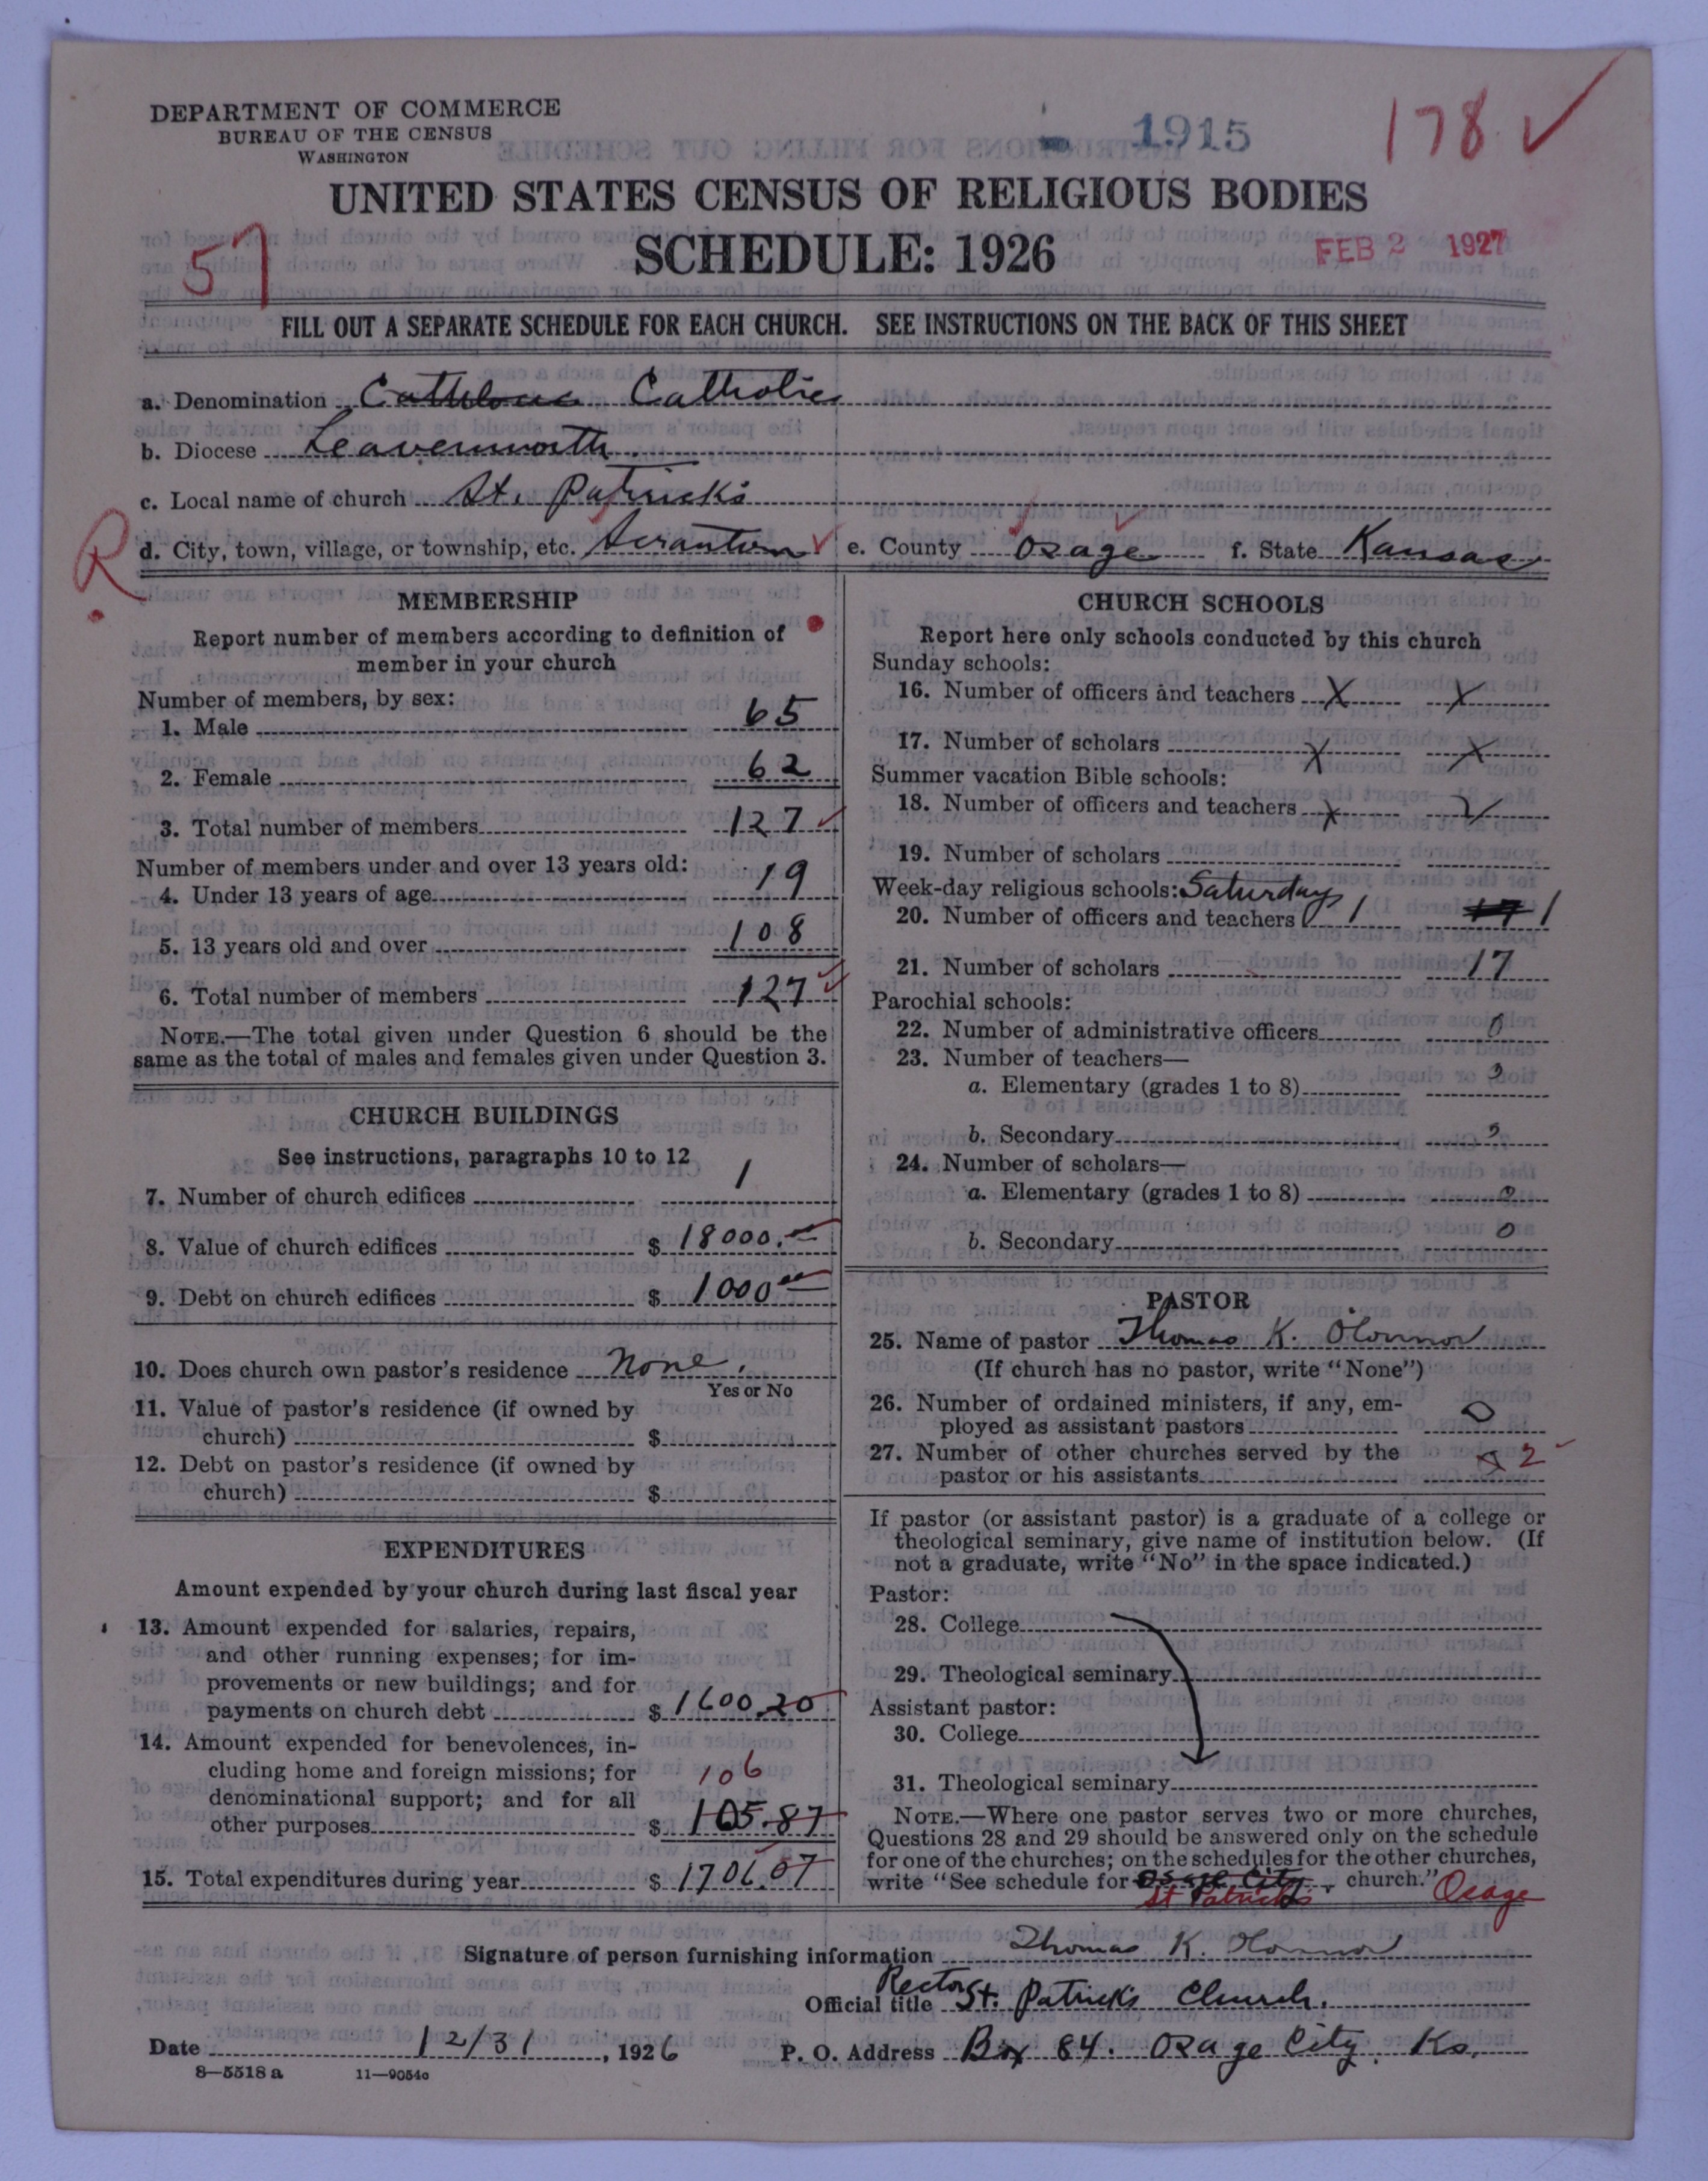 DEPARTMENT OF COMMERCE
BUREAU OF THE CENSUS
WASHINGTON
1915
178 ✓
UNITED STATES CENSUS OF RELIGIOUS BODIES
SCHEDULE: 1926
57
FEB 2 1927
FILL OUT A SEPARATE SCHEDULE FOR EACH CHURCH. SEE INSTRUCTIONS ON THE BACK OF THIS SHEET
a. Denomination Catholic
b. Diocese Leavenworth
c. Local name of church St. Patricks
R.
d. City, town, village, or township, etc. Scranton e. County Osage f. State Kansas
MEMBERSHIP
Report number of members according to definition of
member in your church
Number of members, by sex:
1. Male 65
2. Female 62
3. Total number of members 127
Number of members under and over 13 years old:
4. Under 13 years of age 19
5. 13 years old and over 108
6. Total number of members 127
NOTE.—The total given under Question 6 should be the
same as the total of males and females given under Question 3.
CHURCH BUILDINGS
See instructions, paragraphs 10 to 12
7. Number of church edifices 1
8. Value of church edifices $ 18000.00
9. Debt on church edifices $ 1000 00
10. Does church own pastor's residence None.
Yes or No
11. Value of pastor's residence (if owned by
church) $
12. Debt on pastor's residence (if owned by
church) $
EXPENDITURES
Amount expended by your church during last fiscal year
13. Amount expended for salaries, repairs,
and other running expenses; for im-
provements or new buildings; and for
payments on church debt $ 1600.20
14. Amount expended for benevolences, in-
cluding home and foreign missions; for
denominational support; and for all
106
other purposes $ 105.87
15. Total expenditures during year $ 1706.07
CHURCH SCHOOLS
Report here only schools conducted by this church
Sunday schools:
16. Number of officers and teachers X X
17. Number of scholars X X
Summer vacation Bible schools:
18. Number of officers and teachers X
19. Number of scholars
Week-day religious schools: Saturdays
20. Number of officers and teachers 1 17 1
21. Number of scholars 17
Parochial schools:
22. Number of administrative officers 0
23. Number of teachers—
a. Elementary (grades 1 to 8)
b. Secondary
24. Number of scholars—
a. Elementary (grades 1 to 8) 0
b. Secondary 0
PASTOR
25. Name of pastor Thomas K. O'Connor
(If church has no pastor, write "None")
26. Number of ordained ministers, if any, em-
ployed as assistant pastors 0
27. Number of other churches served by the
pastor or his assistants 2
If pastor (or assistant pastor) is a graduate of a college or
theological seminary, give name of institution below. (If
not a graduate, write "No" in the space indicated.)
Pastor:
28. College
29. Theological seminary
Assistant pastor:
30. College
31. Theological seminary
NOTE.—Where one pastor serves two or more churches,
Questions 28 and 29 should be answered only on the schedule
for one of the churches; on the schedules for the other churches,
write "See schedule for Osage City church." Osage
St Patricks
Signature of person furnishing information Thomas K. O'Connor
Official title Rector St. Patricks Church.
Date 12/31, 1926 P. O. Address Box 84. Osage City. Ks.
8—5518 a 11—9054a